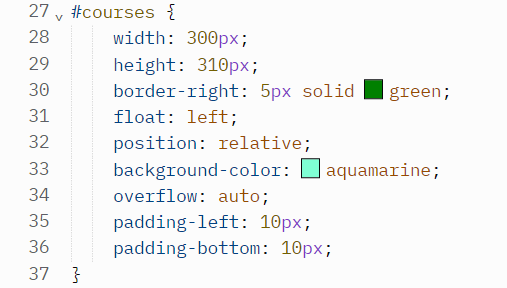 27 #courses {
28 width: 300px;
29 height: 310px;
30 border-right: 5px solid green;
31 float: left;
32 position: relative;
33 background-color: aquamarine;
34 overflow: auto;
35 padding-left: 10px;
36 padding-bottom: 10px;
37 }